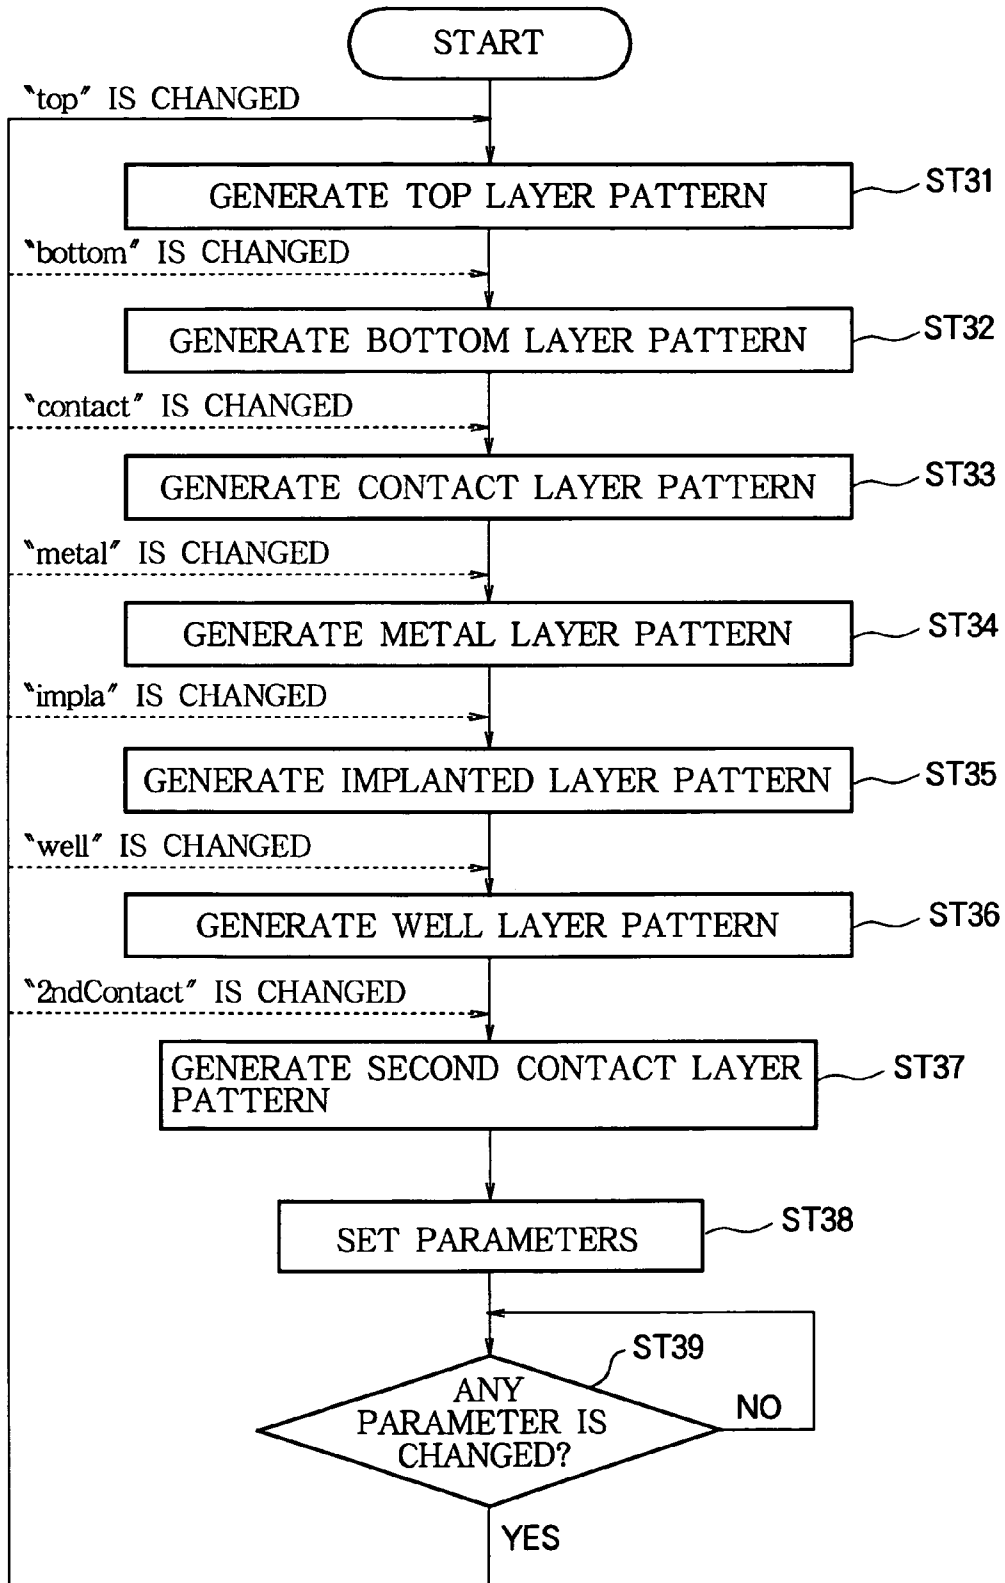 START
‶top″ IS CHANGED
GENERATE TOP LAYER PATTERN
ST31
‶bottom″ IS CHANGED
GENERATE BOTTOM LAYER PATTERN
ST32
‶contact″ IS CHANGED
GENERATE CONTACT LAYER PATTERN
ST33
‶metal″ IS CHANGED
GENERATE METAL LAYER PATTERN
ST34
‶impla″ IS CHANGED
GENERATE IMPLANTED LAYER PATTERN
ST35
‶well″ IS CHANGED
GENERATE WELL LAYER PATTERN
ST36
‶2ndContact″ IS CHANGED
GENERATE SECOND CONTACT LAYER
PATTERN
ST37
SET PARAMETERS
ST38
ST39
ANY
PARAMETER IS
CHANGED?
NO
YES